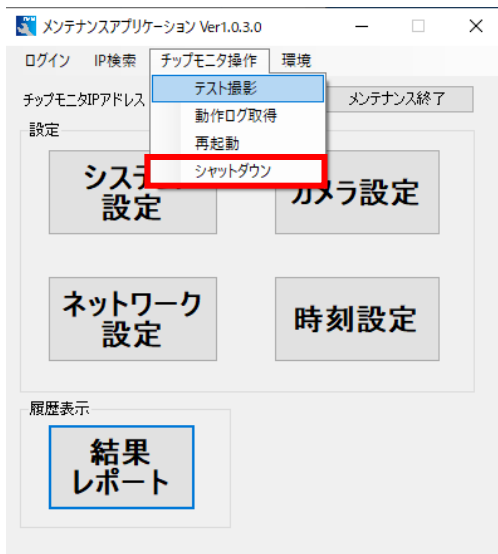 メンテナンスアプリケーション Ver1.0.3.0
ログイン IP検索 チップモニタ操作 環境
チップモニタIPアドレス
メンテナンス終了
テスト撮影
動作ログ取得
再起動
シャットダウン
設定
システ
設定
カメラ設定
ネットワーク
設定
時刻設定
履歴表示
結果
レポート